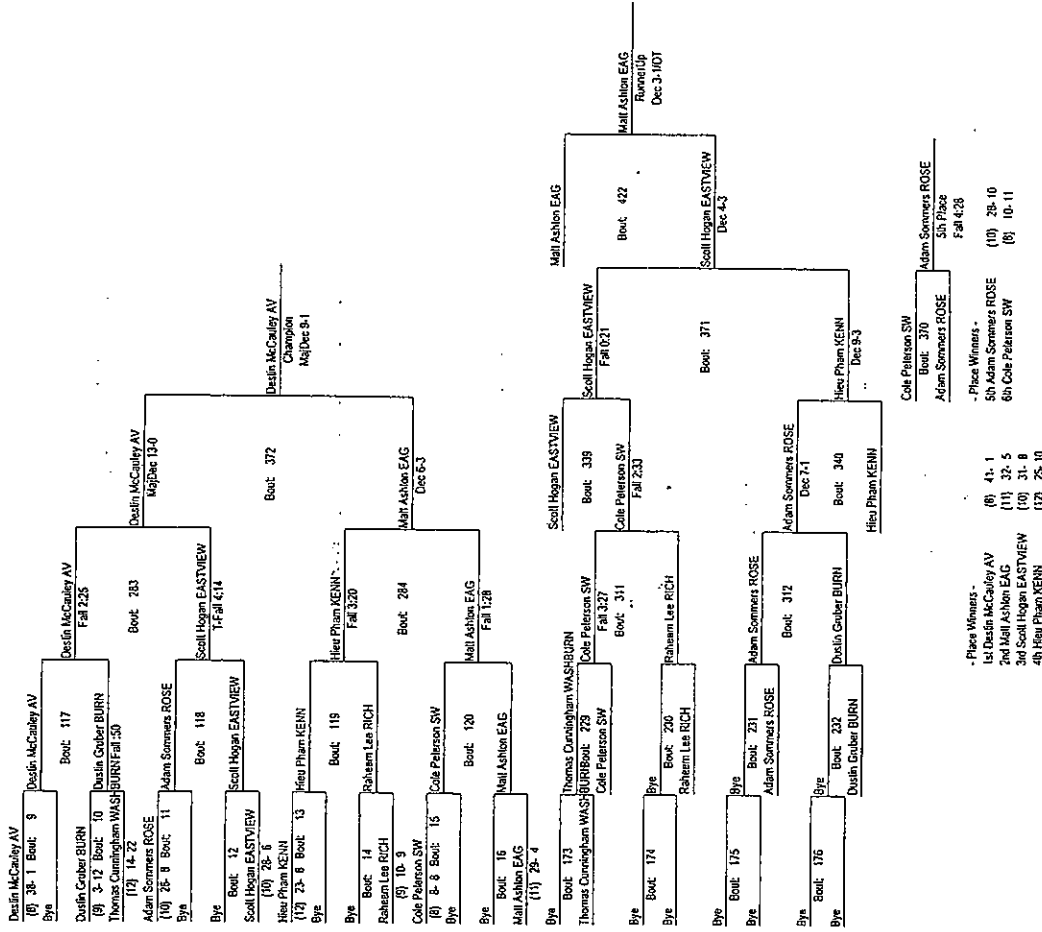 Destin McCauley AV
(8) 38- 1 Bout: 9
Bye
Dustin Gruber BURN
(9) 3-12 Bout: 10
Thomas Cunningham WASHBURN
(12) 14-22
Adam Sommers ROSE
(10) 26- 8 Bout: 11
Bye
Bye
Bout: 12
Scott Hogan EASTVIEW
(10) 28- 6
Hieu Pham KENN
(12) 23- 8 Bout: 13
Bye
Bye
Bout: 14
Raheem Lee RICH
(9) 10- 9
Cole Peterson SW
(8) 8- 8 Bout: 15
Bye
Bye
Bout: 16
Matt Ashton EAG
(11) 29- 4
Destin McCauley AV
Bout: 117
Dustin Gruber BURN
Fall :50
Adam Sommers ROSE
Bout: 118
Scott Hogan EASTVIEW
Hieu Pham KENN
Bout: 119
Raheem Lee RICH
Cole Peterson SW
Bout: 120
Matt Ashton EAG
Destin McCauley AV
Fall 2:25
Bout: 283
Scott Hogan EASTVIEW
T-Fall 4:14
Hieu Pham KENN
Fall 3:20
Bout: 284
Matt Ashton EAG
Fall 1:28
Destin McCauley AV
MajDec 13-0
Bout: 372
Matt Ashton EAG
Dec 6-3
Destin McCauley AV
Champion
MajDec 9-1
Bye
Bout: 173
Thomas Cunningham WASHBURN
Bye
Bout: 174
Bye
Bye
Bout: 175
Bye
Bye
Bout: 176
Bye
Thomas Cunningham WASHBURN
Bout: 229
Cole Peterson SW
Bye
Bout: 230
Raheem Lee RICH
Bye
Bout: 231
Adam Sommers ROSE
Bye
Bout: 232
Dustin Gruber BURN
Cole Peterson SW
Fall 3:27
Bout: 311
Raheem Lee RICH
Adam Sommers ROSE
Bout: 312
Dustin Gruber BURN
Scott Hogan EASTVIEW
Bout: 339
Cole Peterson SW
Fall 2:33
Adam Sommers ROSE
Dec 7-1
Bout: 340
Hieu Pham KENN
Scott Hogan EASTVIEW
Fall 0:21
Bout: 371
Hieu Pham KENN
Dec 9-3
Matt Ashton EAG
Bout: 422
Scott Hogan EASTVIEW
Dec 4-3
Matt Ashton EAG
RunnerUp
Dec 3-1/OT
Cole Peterson SW
Bout: 370
Adam Sommers ROSE
Adam Sommers ROSE
5th Place
Fall 4:28
- Place Winners -
1st Destin McCauley AV (8) 41- 1
2nd Matt Ashton EAG (11) 32- 5
3rd Scott Hogan EASTVIEW (10) 31- 8
4th Hieu Pham KENN (12) 25- 10
- Place Winners -
5th Adam Sommers ROSE (10) 28-10
6th Cole Peterson SW (8) 10- 11